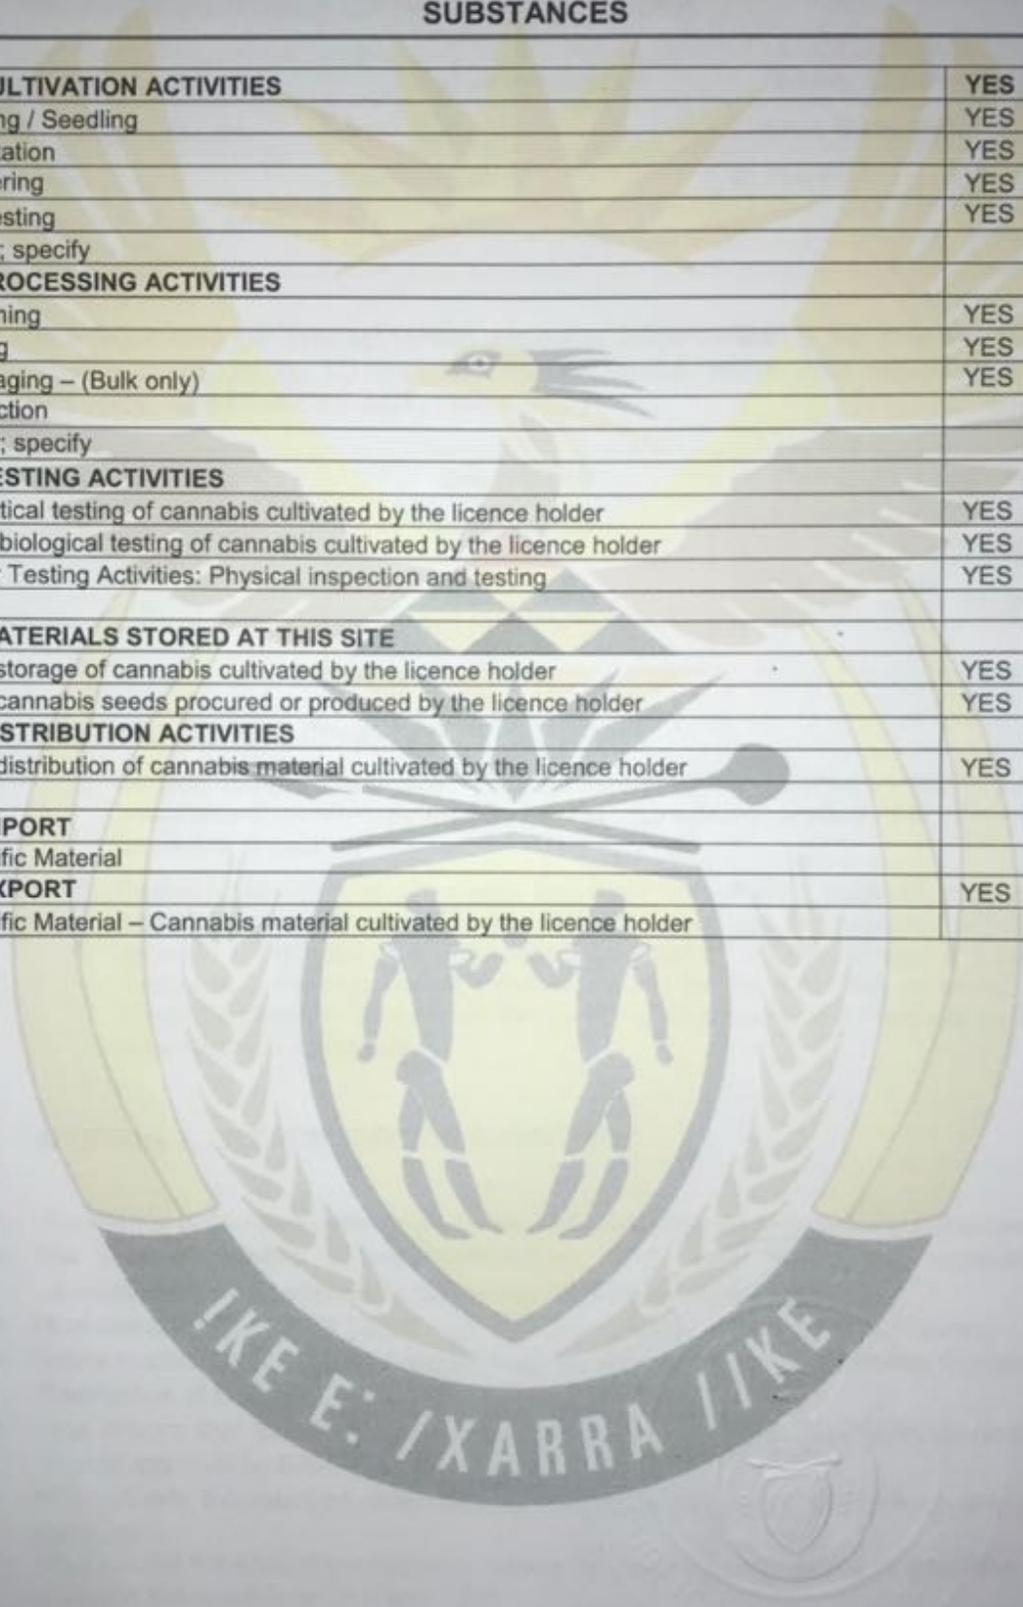 SUBSTANCES
ULTIVATION ACTIVITIES YES
ng / Seedling YES
ation YES
ering YES
esting YES
; specify
ROCESSING ACTIVITIES
ning YES
g YES
aging – (Bulk only) YES
ction
; specify
ESTING ACTIVITIES
tical testing of cannabis cultivated by the licence holder YES
biological testing of cannabis cultivated by the licence holder YES
r Testing Activities: Physical inspection and testing YES
ATERIALS STORED AT THIS SITE
storage of cannabis cultivated by the licence holder YES
cannabis seeds procured or produced by the licence holder YES
STRIBUTION ACTIVITIES
distribution of cannabis material cultivated by the licence holder YES
PORT
fic Material
XPORT YES
fic Material – Cannabis material cultivated by the licence holder
!KE E: /XARRA //KE